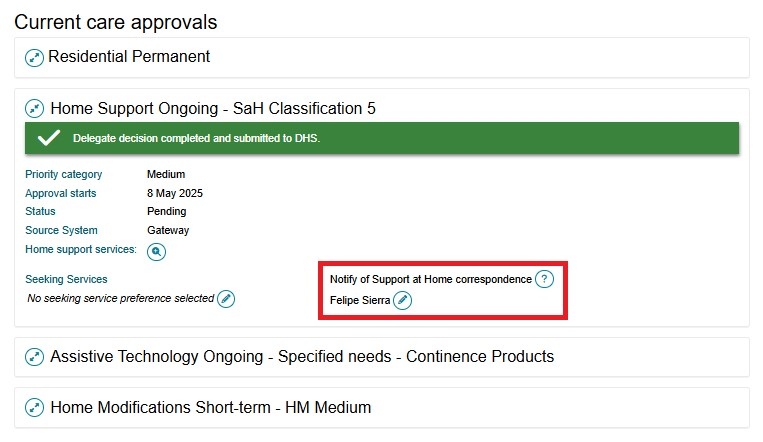 Current care approvals
Residential Permanent
Home Support Ongoing - SaH Classification 5
Delegate decision completed and submitted to DHS.
Priority category Medium
Approval starts 8 May 2025
Status Pending
Source System Gateway
Home support services:
Seeking Services
No seeking service preference selected
Notify of Support at Home correspondence ?
Felipe Sierra
Assistive Technology Ongoing - Specified needs - Continence Products
Home Modifications Short-term - HM Medium